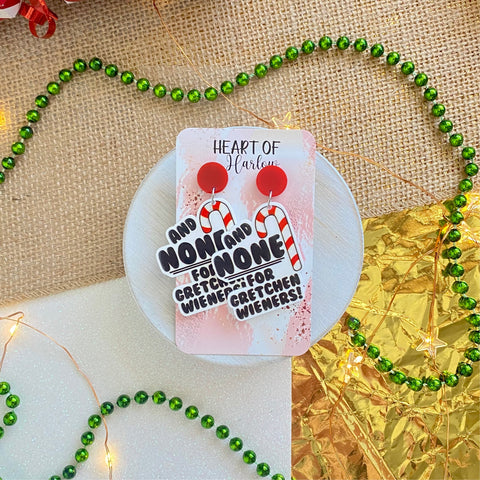 HEART OF
Harlow
AND
NONE
FOR
GRETCHEN
WIENERS!
AND
NONE
FOR
GRETCHEN
WIENERS!